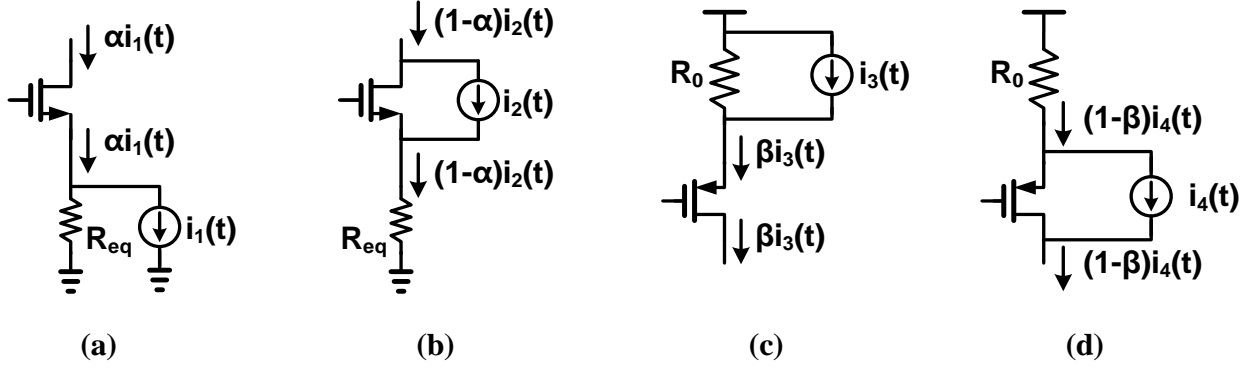 αi₁(t)
αi₁(t)
R_eq
i₁(t)
(a)
(1-α)i₂(t)
i₂(t)
(1-α)i₂(t)
R_eq
(b)
R₀
i₃(t)
βi₃(t)
βi₃(t)
(c)
R₀
(1-β)i₄(t)
i₄(t)
(1-β)i₄(t)
(d)